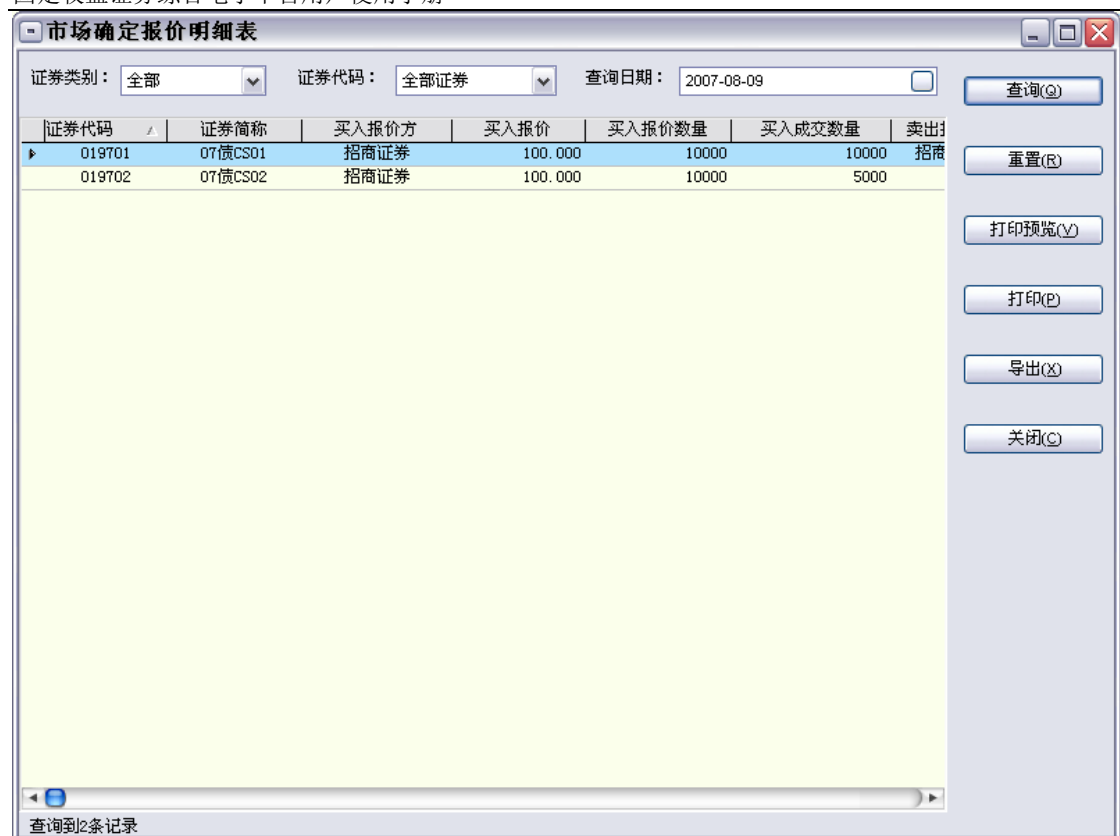 市场确定报价明细表
证券类别： 全部 证券代码： 全部证券 查询日期： 2007-08-09
查询(Q)
证券代码 证券简称 买入报价方 买入报价 买入报价数量 买入成交数量 卖出
019701 07债CS01 招商证券 100.000 10000 10000 招商
重置(R)
019702 07债CS02 招商证券 100.000 10000 5000
打印预览(V)
打印(P)
导出(X)
关闭(C)
查询到2条记录